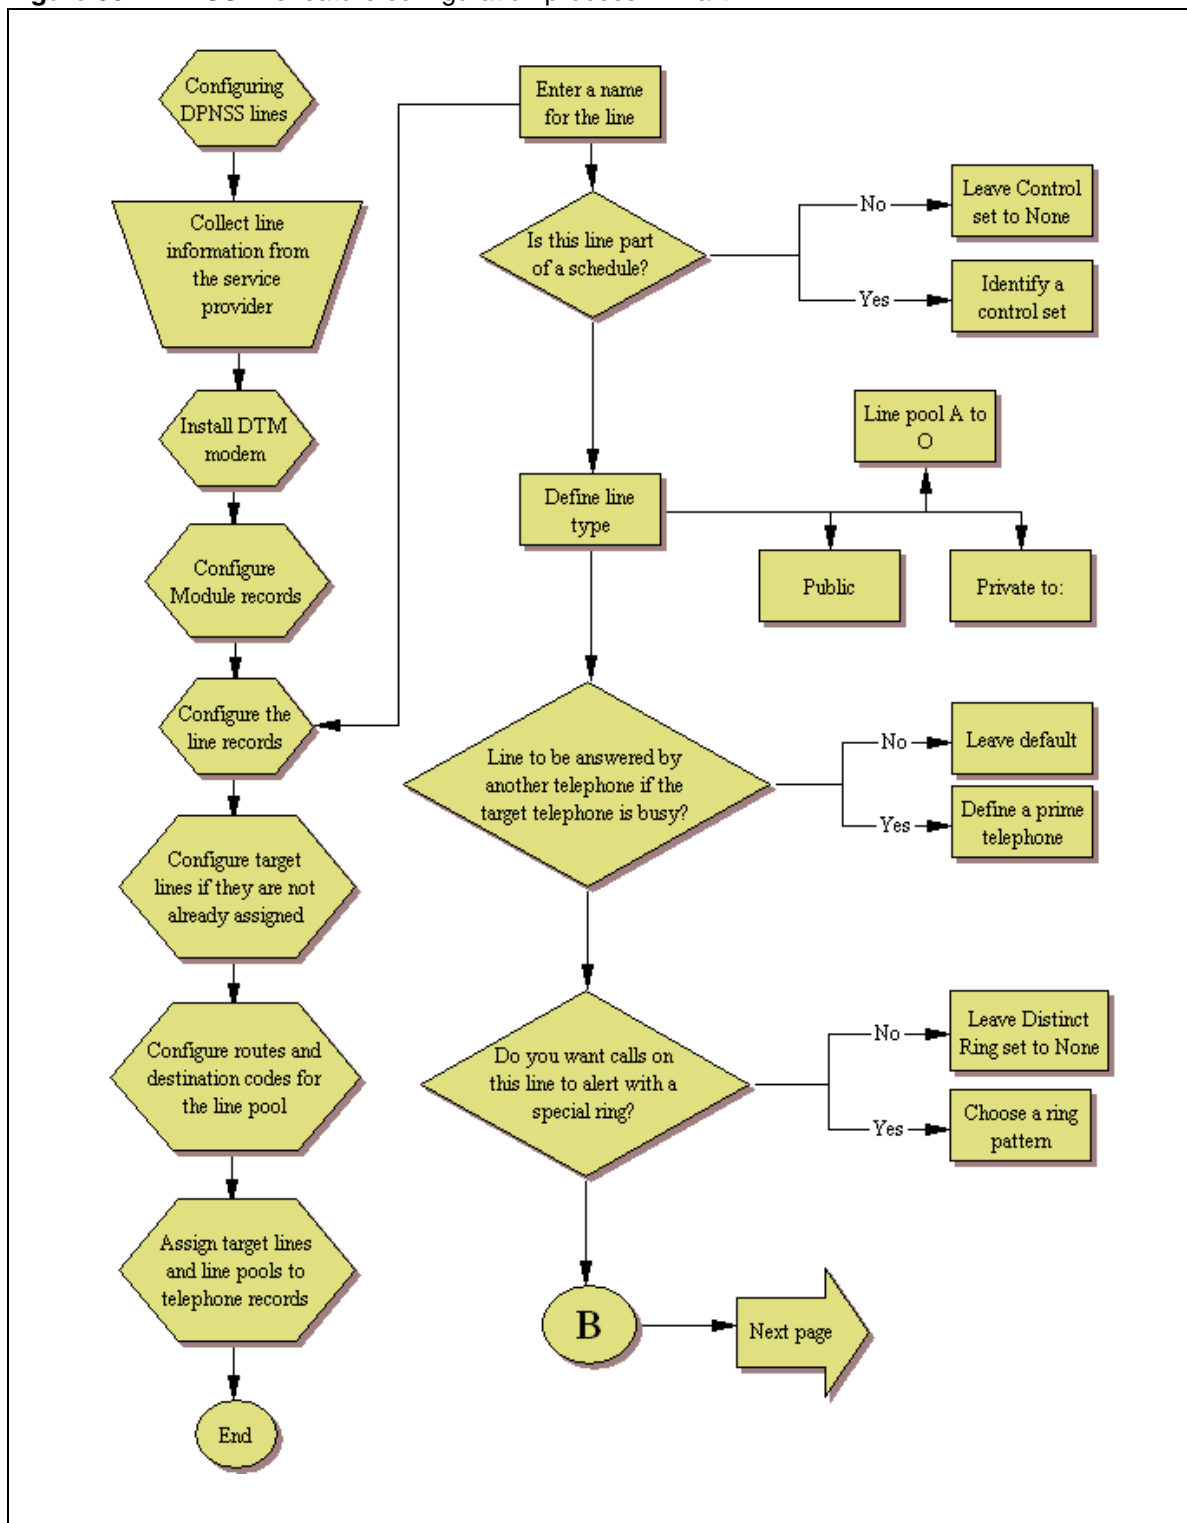 Configuring
DPNSS lines
Collect line
information from
the service
provider
Install DTM
modem
Configure
Module records
Configure the
line records
Configure target
lines if they are not
already assigned
Configure routes and
destination codes for
the line pool
Assign target lines
and line pools to
telephone records
End
Enter a name
for the line
Is this line part
of a schedule?
No
Leave Control
set to None
Yes
Identify a
control set
Define line
type
Line pool A to
O
Public
Private to:
Line to be answered by
another telephone if the
target telephone is busy?
No
Leave default
Yes
Define a prime
telephone
Do you want calls on
this line to alert with a
special ring?
No
Leave Distinct
Ring set to None
Yes
Choose a ring
pattern
B
Next page